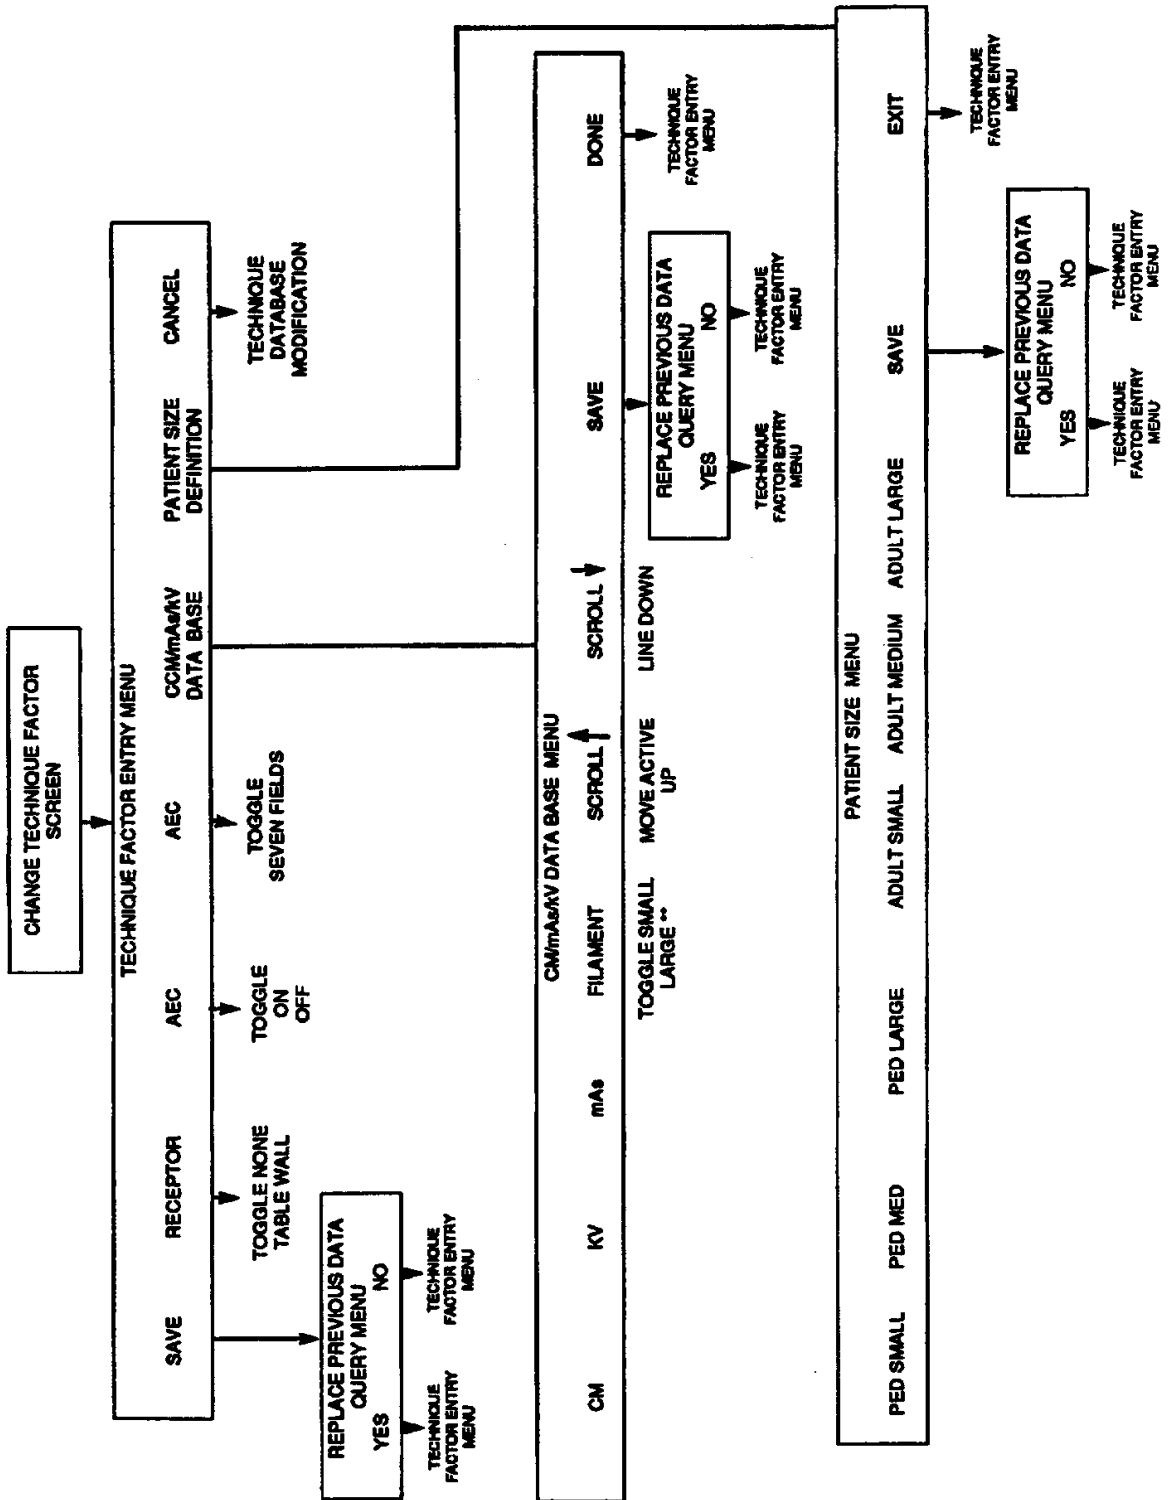 CHANGE TECHNIQUE FACTOR
SCREEN
TECHNIQUE FACTOR ENTRY MENU
SAVE
RECEPTOR
AEC
AEC
CCM/mAs/kV
DATA BASE
PATIENT SIZE
DEFINITION
CANCEL
TOGGLE NONE
TABLE WALL
TOGGLE
ON
OFF
TOGGLE
SEVEN FIELDS
TECHNIQUE
DATABASE
MODIFICATION
REPLACE PREVIOUS DATA
QUERY MENU
YES NO
TECHNIQUE
FACTOR ENTRY
MENU
TECHNIQUE
FACTOR ENTRY
MENU
CM/mAs/kV DATA BASE MENU
CM
KV
mAs
FILAMENT
SCROLL
SCROLL
SAVE
DONE
TOGGLE SMALL
LARGE **
MOVE ACTIVE
UP
LINE DOWN
REPLACE PREVIOUS DATA
QUERY MENU
YES NO
TECHNIQUE
FACTOR ENTRY
MENU
TECHNIQUE
FACTOR ENTRY
MENU
TECHNIQUE
FACTOR ENTRY
MENU
PATIENT SIZE MENU
PED SMALL
PED MED
PED LARGE
ADULT SMALL
ADULT MEDIUM
ADULT LARGE
SAVE
EXIT
REPLACE PREVIOUS DATA
QUERY MENU
YES NO
TECHNIQUE
FACTOR ENTRY
MENU
TECHNIQUE
FACTOR ENTRY
MENU
TECHNIQUE
FACTOR ENTRY
MENU